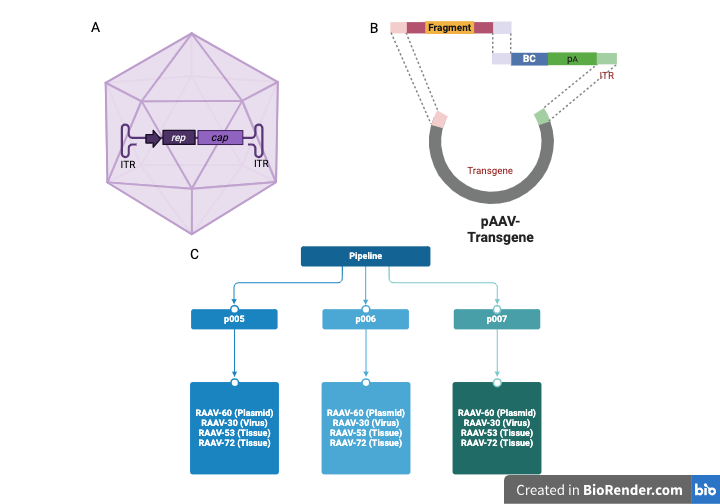 A
rep
cap
ITR
ITR
B
Fragment
BC
pA
ITR
Transgene
pAAV-
Transgene
C
Pipeline
p005
p006
p007
RAAV-60 (Plasmid)
RAAV-30 (Virus)
RAAV-53 (Tissue)
RAAV-72 (Tissue)
RAAV-60 (Plasmid)
RAAV-30 (Virus)
RAAV-53 (Tissue)
RAAV-72 (Tissue)
RAAV-60 (Plasmid)
RAAV-30 (Virus)
RAAV-53 (Tissue)
RAAV-72 (Tissue)
Created in BioRender.com bio